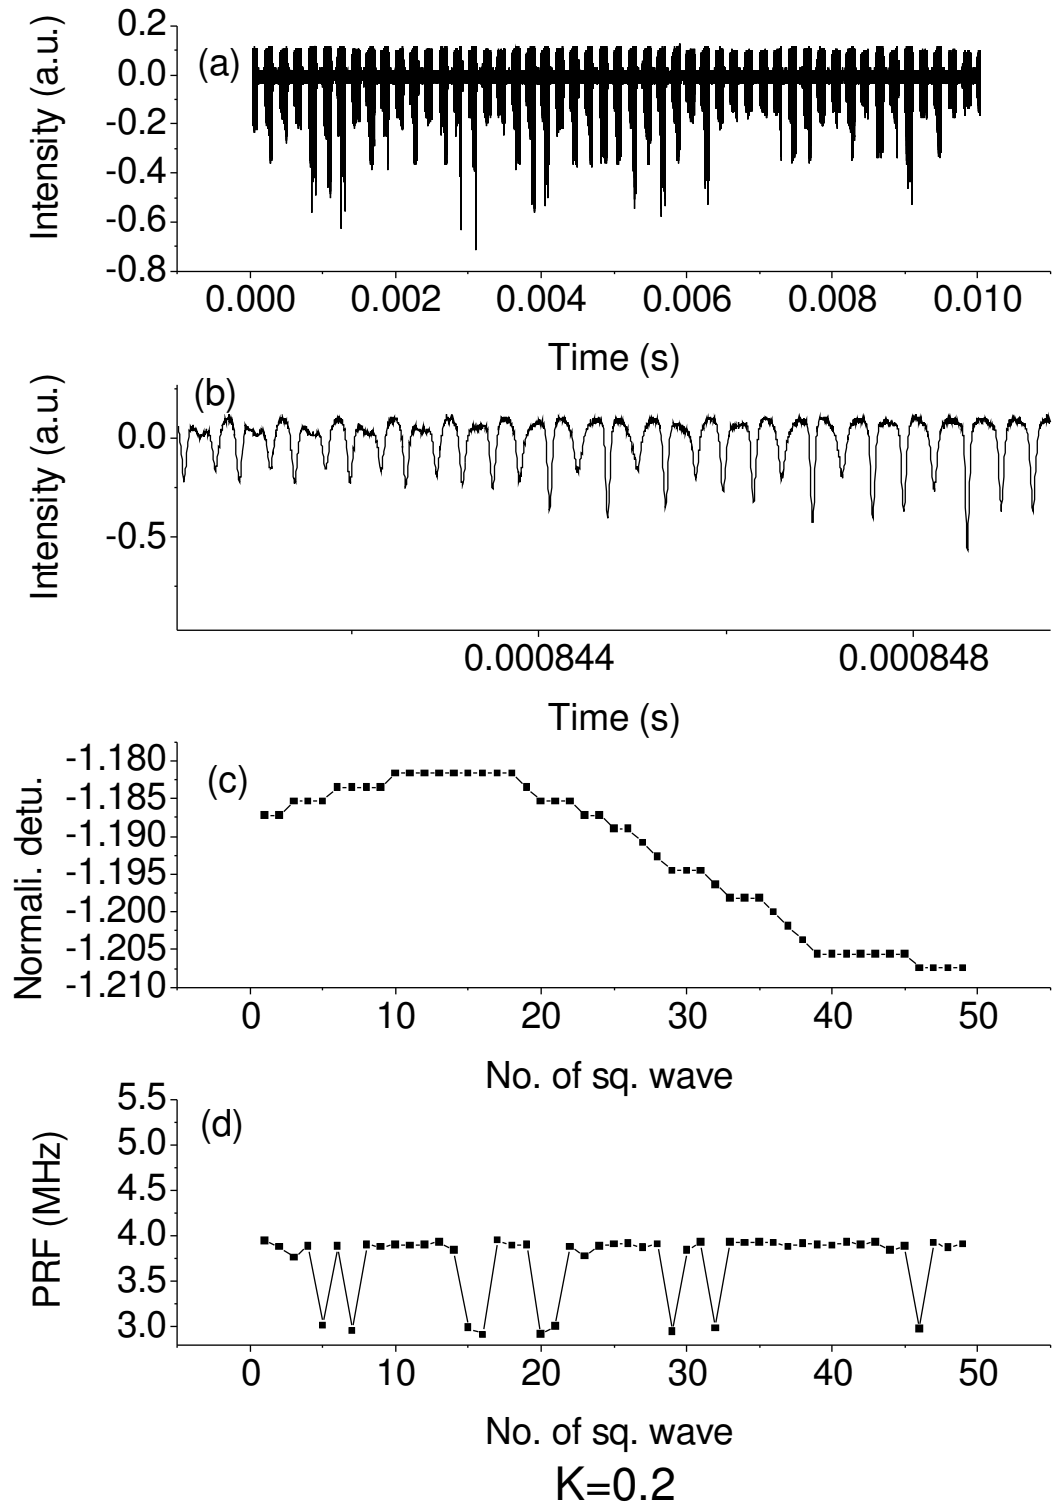 0.2
0.0
-0.2
-0.4
-0.6
-0.8
Intensity (a.u.)
(a)
0.000 0.002 0.004 0.006 0.008 0.010
Time (s)
(b)
0.0
-0.5
Intensity (a.u.)
0.000844 0.000848
Time (s)
-1.180
-1.185
-1.190
-1.195
-1.200
-1.205
-1.210
Normali. detu.
(c)
0 10 20 30 40 50
No. of sq. wave
5.5
5.0
4.5
4.0
3.5
3.0
PRF (MHz)
(d)
0 10 20 30 40 50
No. of sq. wave
K=0.2